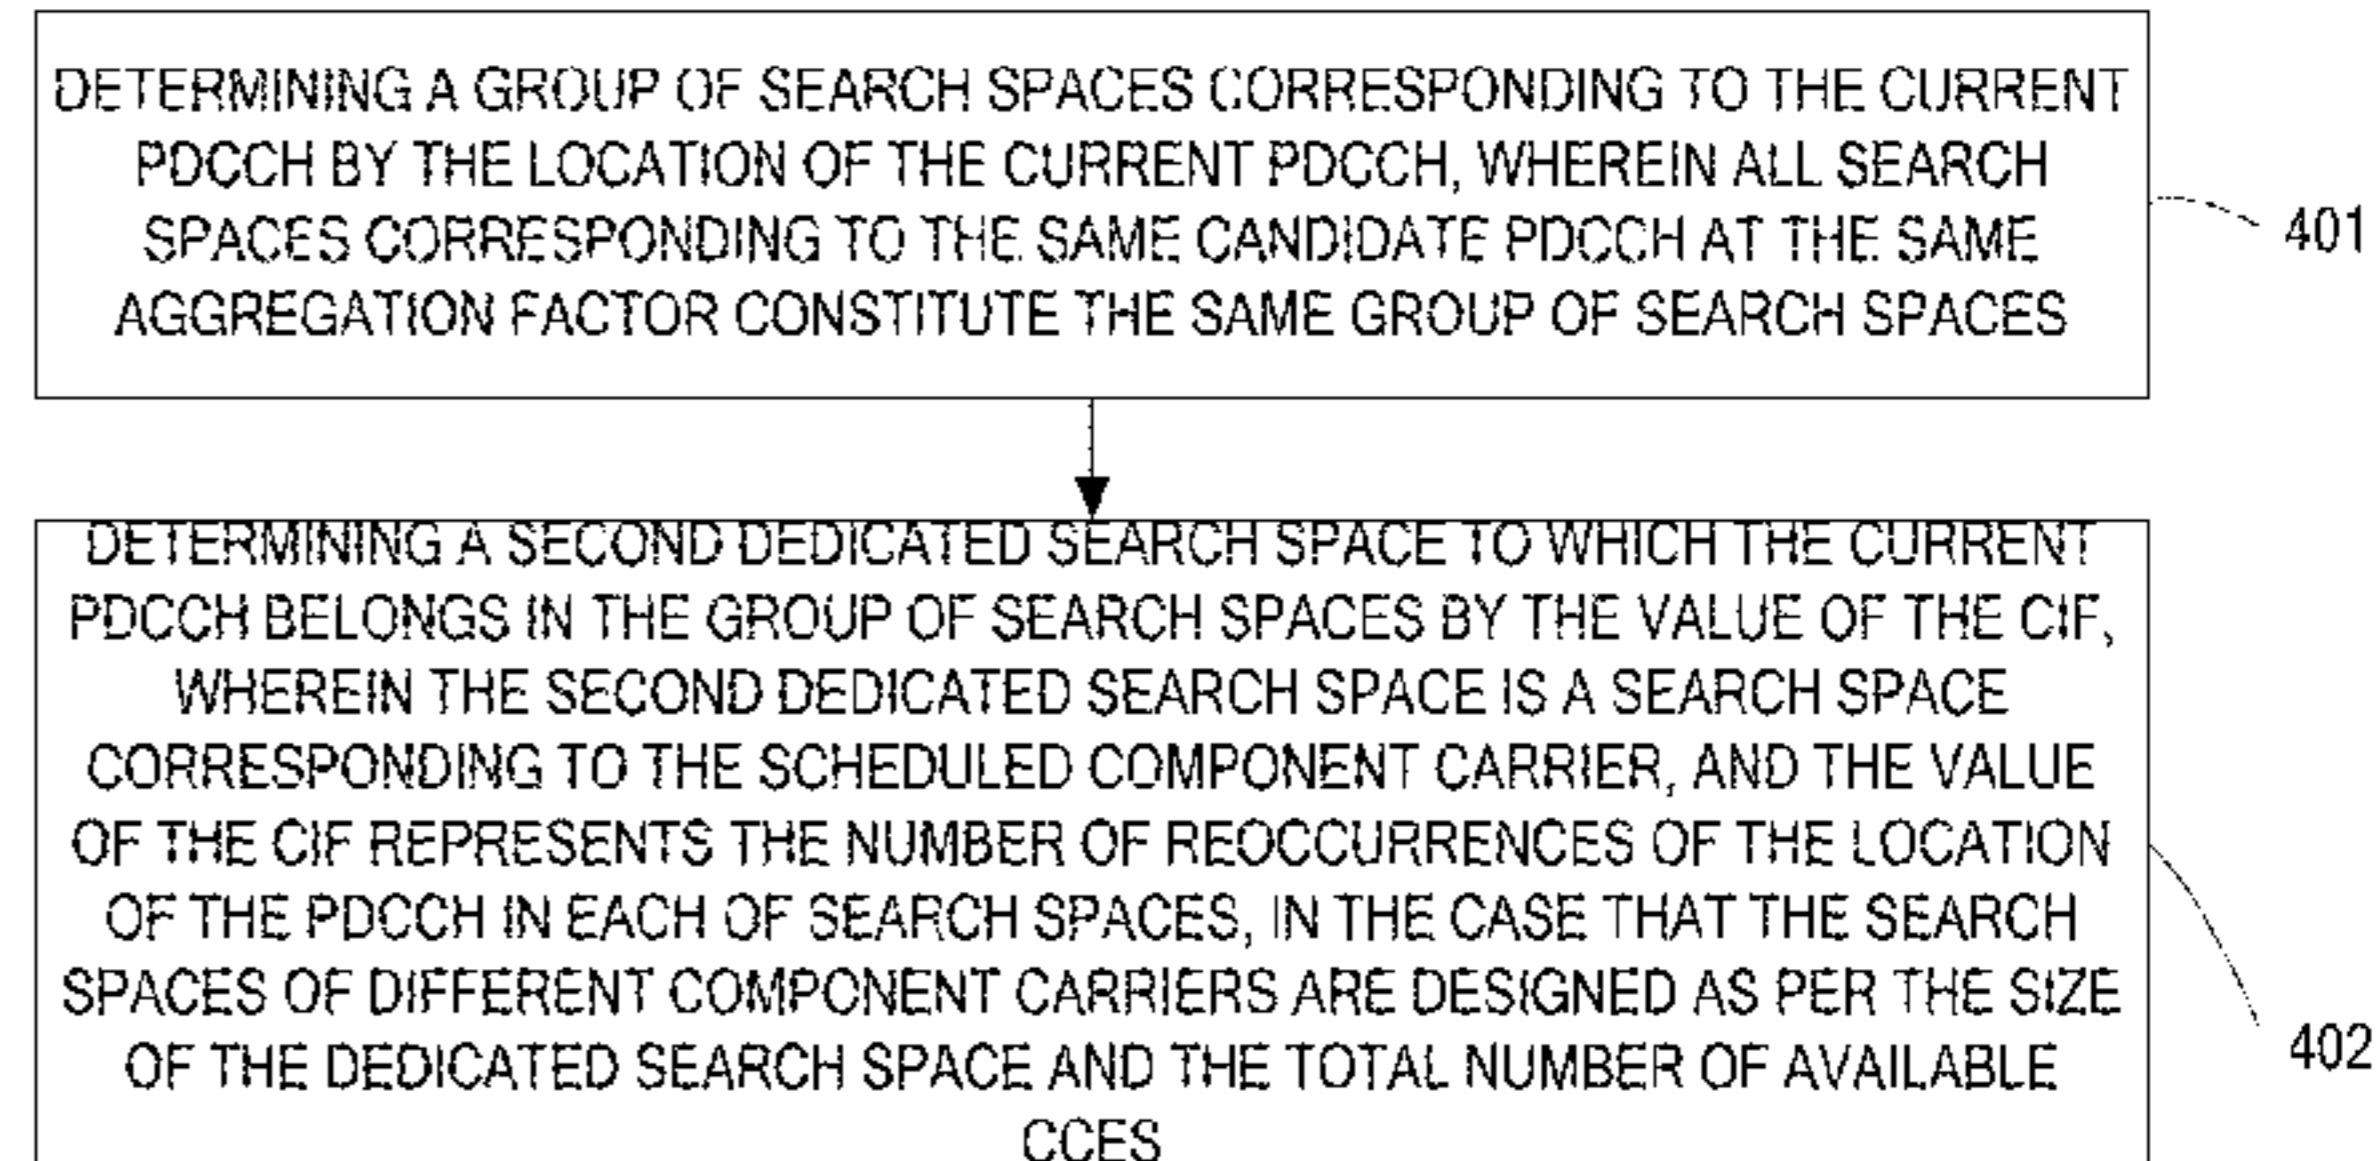 DETERMINING A GROUP OF SEARCH SPACES CORRESPONDING TO THE CURRENT
PDCCH BY THE LOCATION OF THE CURRENT PDCCH, WHEREIN ALL SEARCH
SPACES CORRESPONDING TO THE SAME CANDIDATE PDCCH AT THE SAME
AGGREGATION FACTOR CONSTITUTE THE SAME GROUP OF SEARCH SPACES
401
DETERMINING A SECOND DEDICATED SEARCH SPACE TO WHICH THE CURRENT
PDCCH BELONGS IN THE GROUP OF SEARCH SPACES BY THE VALUE OF THE CIF,
WHEREIN THE SECOND DEDICATED SEARCH SPACE IS A SEARCH SPACE
CORRESPONDING TO THE SCHEDULED COMPONENT CARRIER, AND THE VALUE
OF THE CIF REPRESENTS THE NUMBER OF REOCCURRENCES OF THE LOCATION
OF THE PDCCH IN EACH OF SEARCH SPACES, IN THE CASE THAT THE SEARCH
SPACES OF DIFFERENT COMPONENT CARRIERS ARE DESIGNED AS PER THE SIZE
OF THE DEDICATED SEARCH SPACE AND THE TOTAL NUMBER OF AVAILABLE
CCES
402